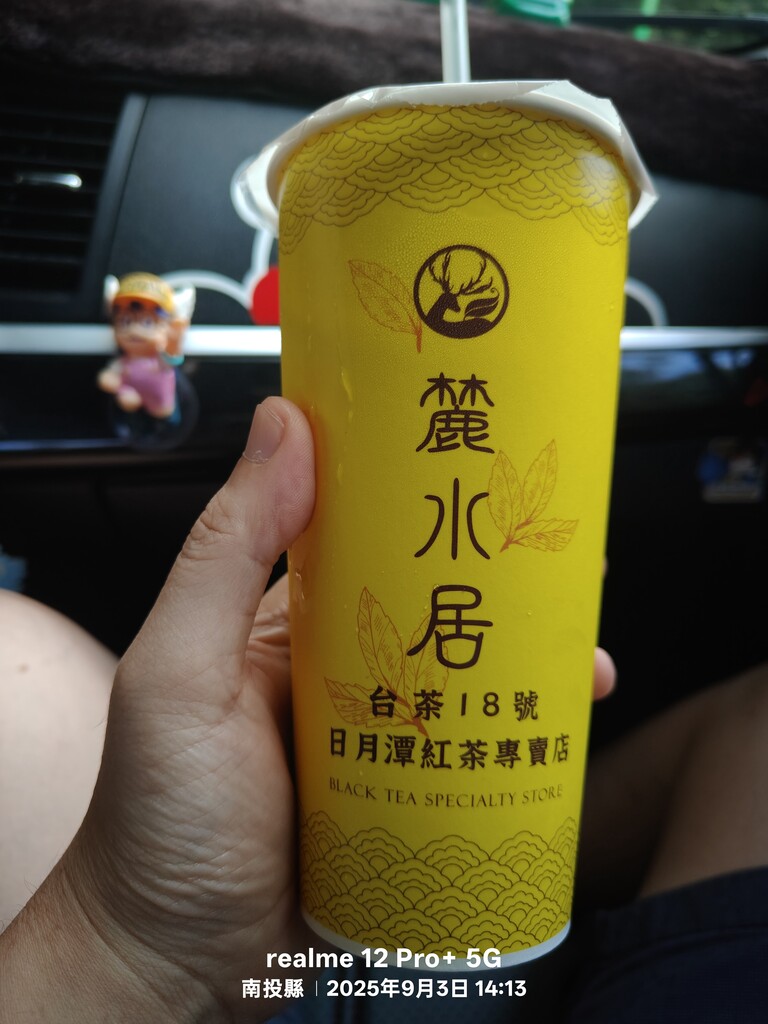 麓水居
台茶18號
日月潭紅茶專賣店
BLACK TEA SPECIALTY STORE
realme 12 Pro+ 5G
南投縣 | 2025年9月3日 14:13